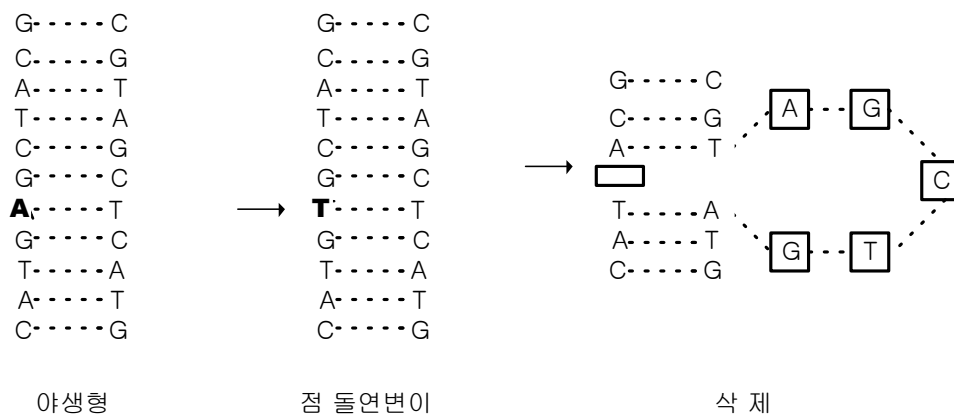 G-----C
C-----G
A-----T
T-----A
C-----G
G-----C
A-----T
G-----C
T-----A
A-----T
C-----G
야생형
G-----C
C-----G
A-----T
T-----A
C-----G
G-----C
T-----T
G-----C
T-----A
A-----T
C-----G
점 돌연변이
G-----C
C-----G
A-----T
T-----A
A-----T
C-----G
A G
C
G T
삭 제